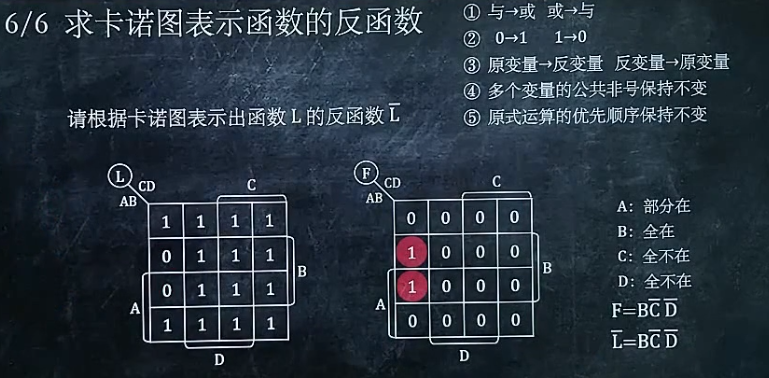 6/6 求卡诺图表示函数的反函数
① 与→或 或→与
② 0→1 1→0
③ 原变量→反变量 反变量→原变量
④ 多个变量的公共非号保持不变
⑤ 原式运算的优先顺序保持不变
请根据卡诺图表示出函数 L 的反函数 L̅
L
CD
C
AB
1 1 1 1
0 1 1 1
B
0 1 1 1
A
1 1 1 1
D
F
CD
C
AB
0 0 0 0
1 0 0 0
B
1 0 0 0
A
0 0 0 0
D
A：部分在
B：全在
C：全不在
D：全不在
F=BC̅ D̅
L̅=BC̅ D̅